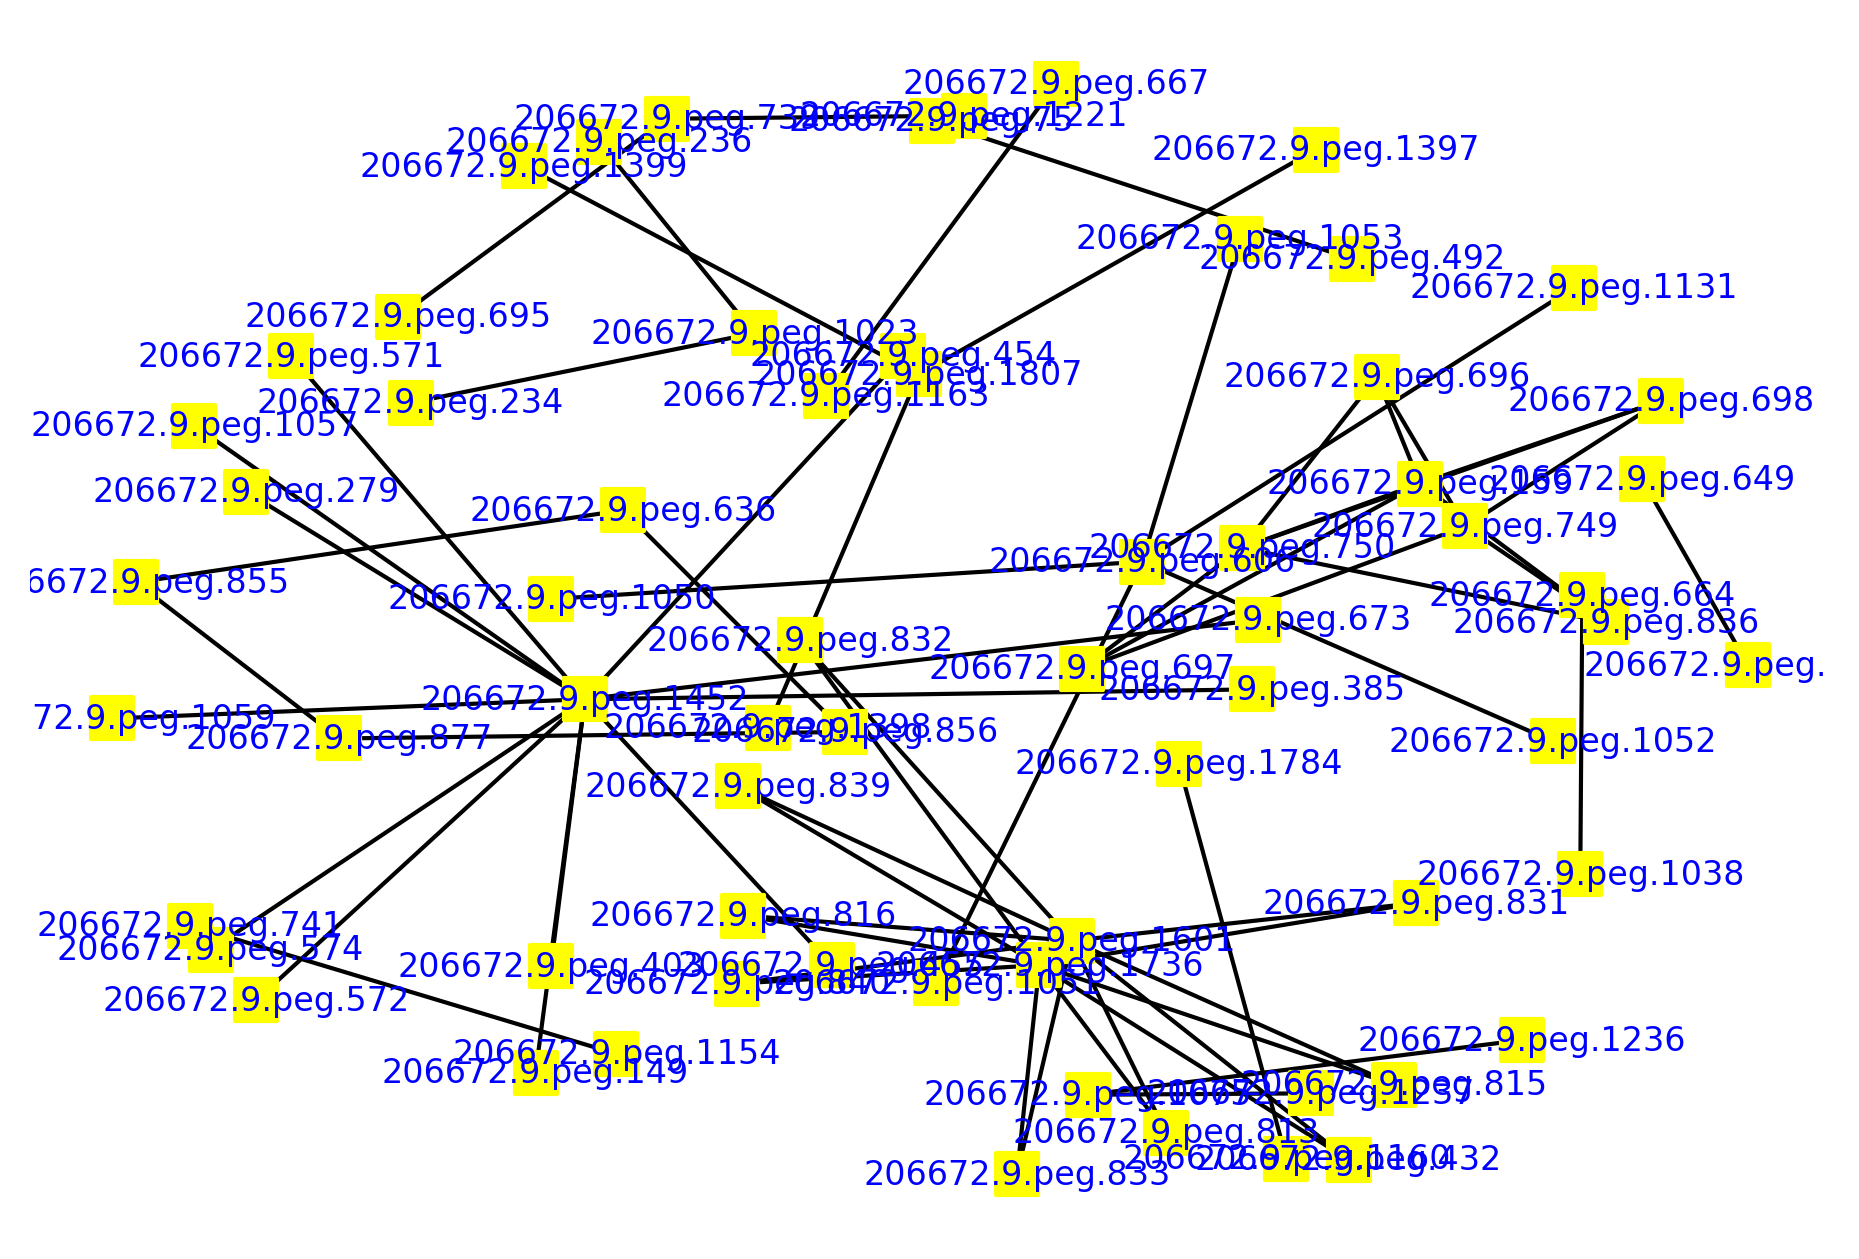 206672.9.peg.667
206672.9.peg.1221
206672.9.peg.75
206672.9.peg.236
206672.9.peg.1399
206672.9.peg.1397
206672.9.peg.1053
206672.9.peg.492
206672.9.peg.1131
206672.9.peg.695
206672.9.peg.1023
206672.9.peg.571
206672.9.peg.454
206672.9.peg.1807
206672.9.peg.1163
206672.9.peg.234
206672.9.peg.696
206672.9.peg.698
206672.9.peg.1057
206672.9.peg.279
206672.9.peg.636
206672.9.peg.159
206672.9.peg.649
206672.9.peg.749
206672.9.peg.750
206672.9.peg.606
6672.9.peg.855
206672.9.peg.1050
206672.9.peg.664
206672.9.peg.673
206672.9.peg.836
206672.9.peg.832
206672.9.peg.697
206672.9.peg.
206672.9.peg.385
206672.9.peg.1452
72.9.peg.1059
206672.9.peg.1398
206672.9.peg.856
206672.9.peg.877
206672.9.peg.1052
206672.9.peg.1784
206672.9.peg.839
206672.9.peg.1038
206672.9.peg.831
206672.9.peg.816
206672.9.peg.741
206672.9.peg.574
206672.9.peg.1601
206672.9.peg.403
206672.9.peg.1736
206672.9.peg.1051
206672.9.peg.572
206672.9.peg.1154
206672.9.peg.149
206672.9.peg.1236
206672.9.peg.815
206672.9.peg.1237
206672.9.peg.813
206672.9.peg.1160
206672.9.peg.432
206672.9.peg.833